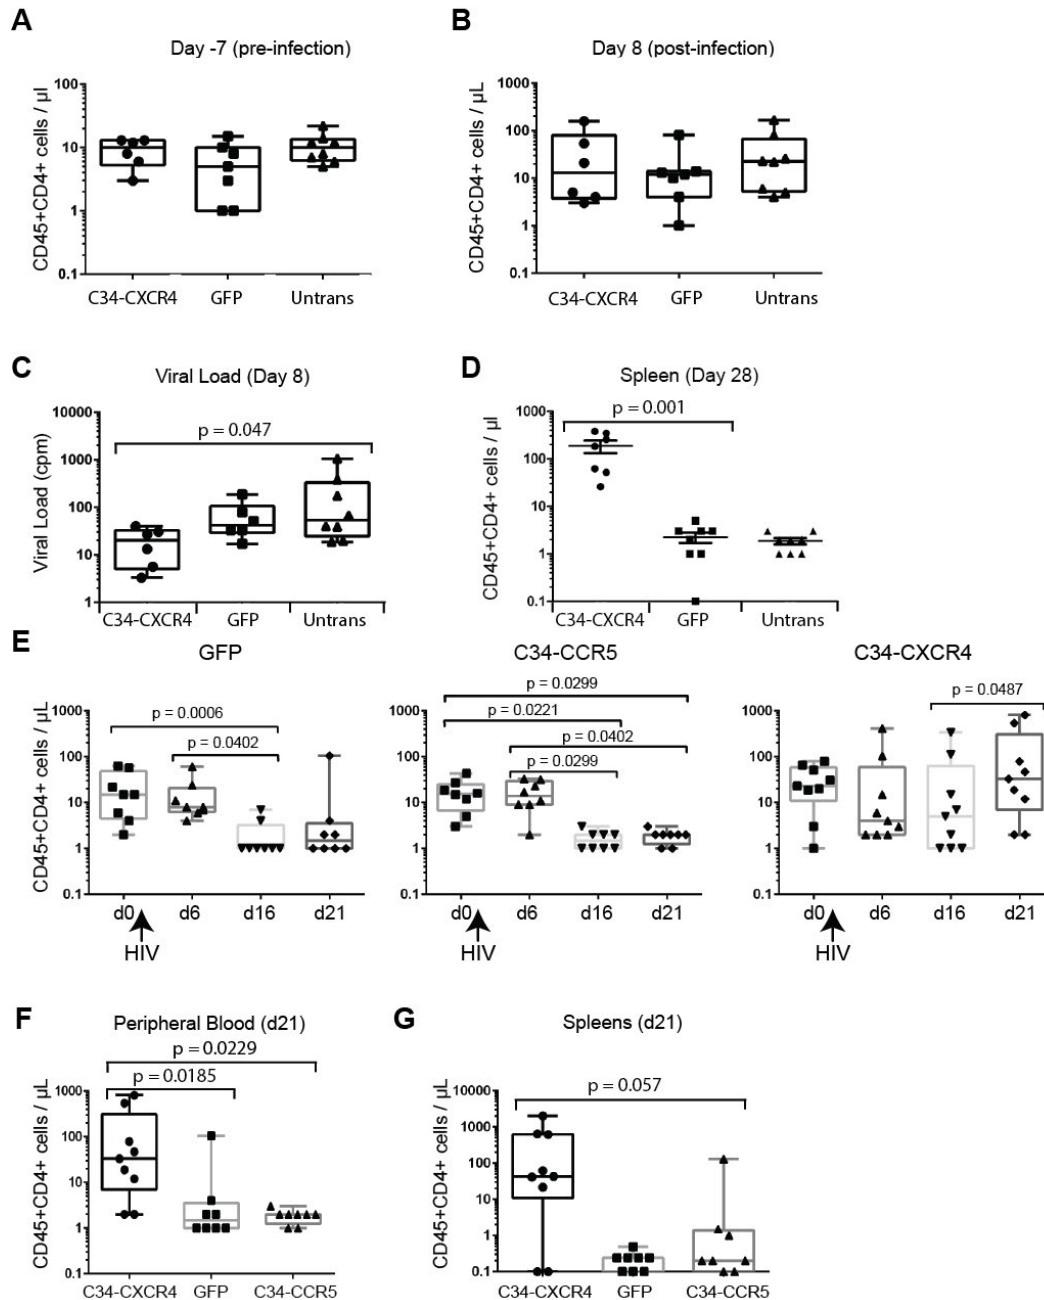 A
Day -7 (pre-infection)
CD45+CD4+ cells / µl
100
10
1
0.1
C34-CXCR4 GFP Untrans
B
Day 8 (post-infection)
CD45+CD4+ cells / µL
1000
100
10
1
0.1
C34-CXCR4 GFP Untrans
C
Viral Load (Day 8)
Viral Load (cpm)
10000
1000
100
10
1
p = 0.047
C34-CXCR4 GFP Untrans
D
Spleen (Day 28)
CD45+CD4+ cells / µl
1000
100
10
1
0.1
p = 0.001
C34-CXCR4 GFP Untrans
E
GFP
CD45+CD4+ cells / µL
1000
100
10
1
0.1
p = 0.0006
p = 0.0402
d0 d6 d16 d21
HIV
C34-CCR5
p = 0.0299
p = 0.0221
p = 0.0402
p = 0.0299
1000
100
10
1
0.1
d0 d6 d16 d21
HIV
C34-CXCR4
p = 0.0487
1000
100
10
1
0.1
d0 d6 d16 d21
HIV
F
Peripheral Blood (d21)
p = 0.0229
p = 0.0185
CD45+CD4+ cells / µL
1000
100
10
1
0.1
C34-CXCR4 GFP C34-CCR5
G
Spleens (d21)
p = 0.057
CD45+CD4+ cells / µL
10000
1000
100
10
1
0.1
C34-CXCR4 GFP C34-CCR5